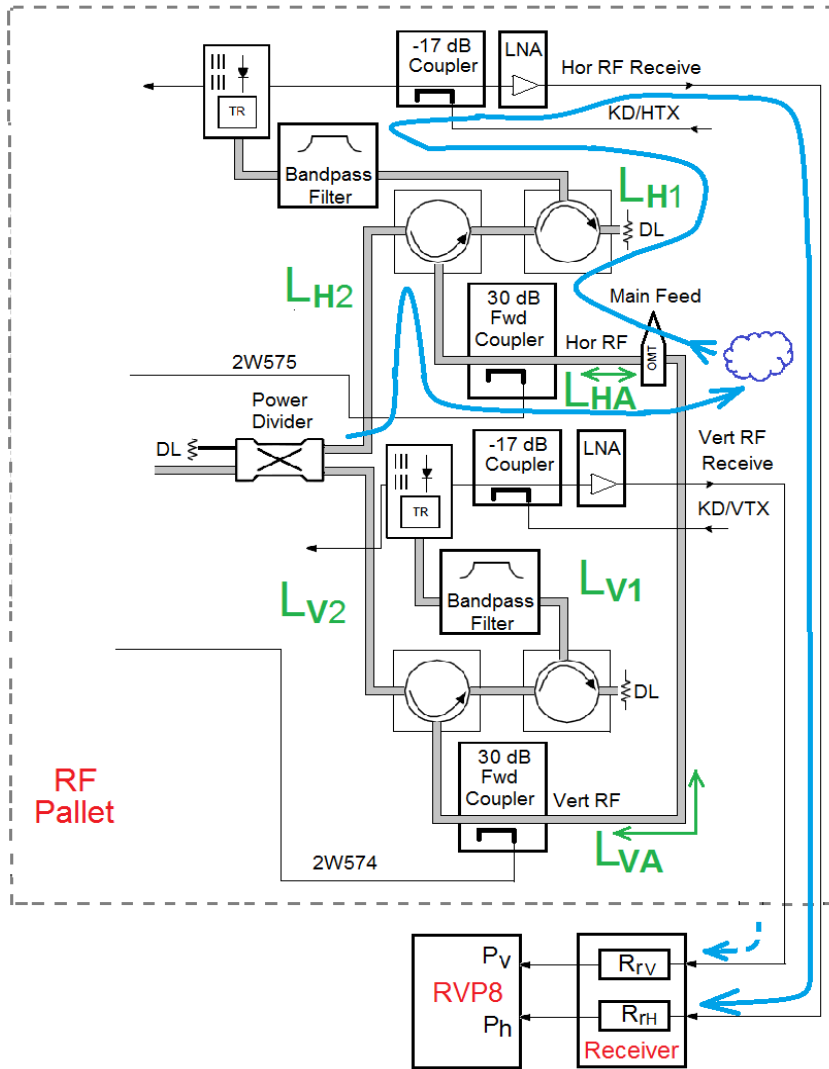 -17 dB
Coupler
LNA
Hor RF Receive
TR
KD/HTX
Bandpass
Filter
LH1
DL
LH2
30 dB
Fwd
Coupler
Main Feed
Hor RF
OMT
2W575
LHA
Power
Divider
DL
-17 dB
Coupler
LNA
Vert RF
Receive
TR
KD/VTX
LV1
LV2
Bandpass
Filter
DL
30 dB
Fwd
Coupler
Vert RF
RF
Pallet
LVA
2W574
PV
RrV
RVP8
Ph
RrH
Receiver